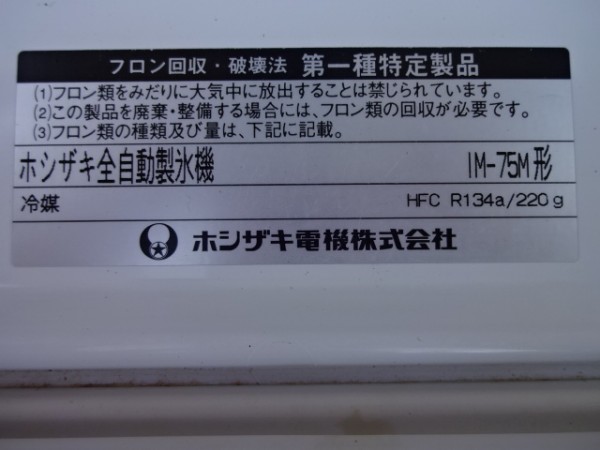 フロン回収・破壊法 第一種特定製品
(1)フロン類をみだりに大気中に放出することは禁じられています。
(2)この製品を廃棄・整備する場合には、フロン類の回収が必要です。
(3)フロン類の種類及び量は、下記に記載。
ホシザキ全自動製氷機 IM-75M形
冷媒 HFC R134a/220g
ホシザキ電機株式会社